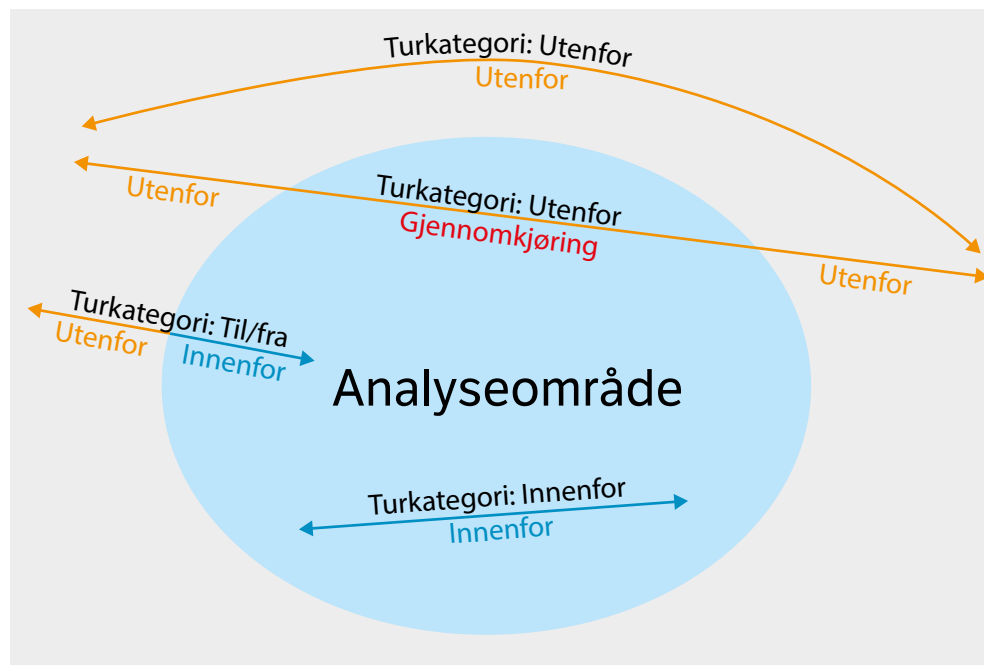 Turkategori: Utenfor
Utenfor
Utenfor
Turkategori: Utenfor
Gjennomkjøring
Utenfor
Turkategori: Til/fra
Utenfor
Innenfor
Analyseområde
Turkategori: Innenfor
Innenfor